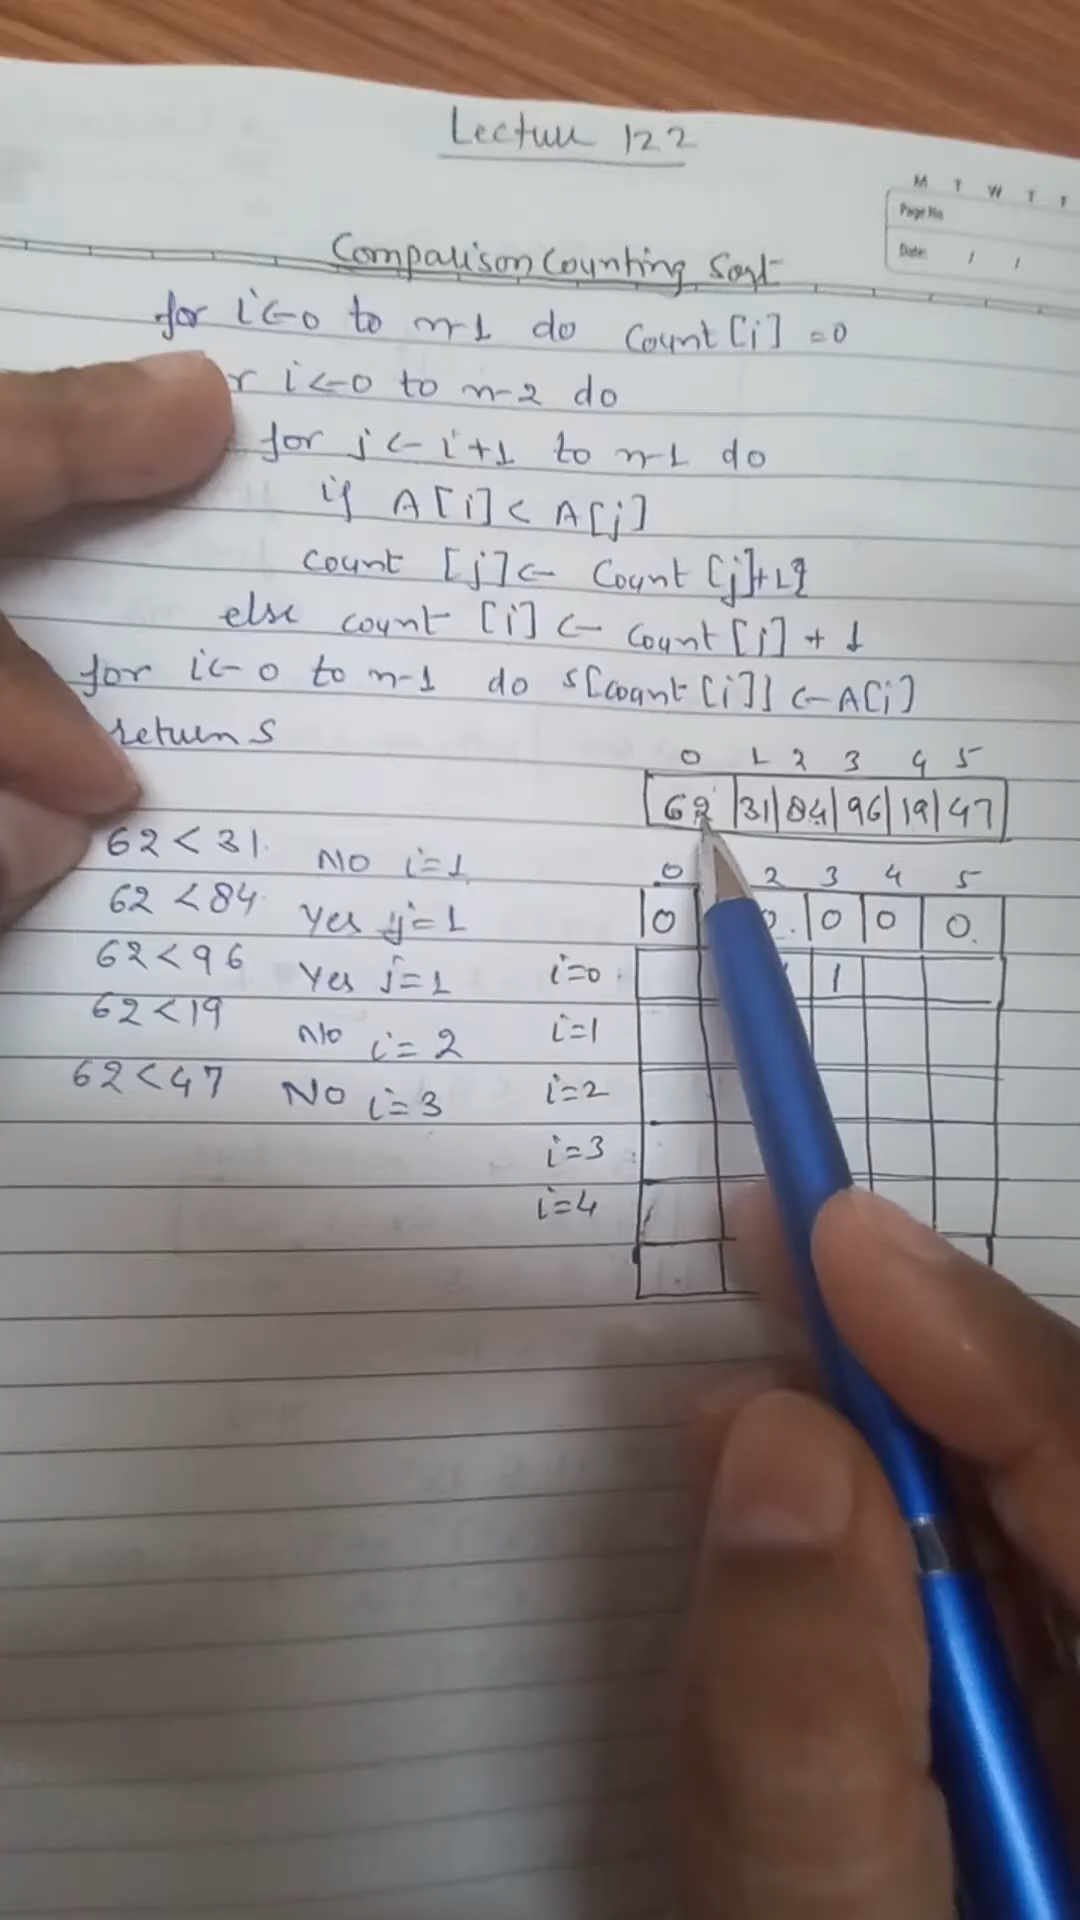 Lecture 122
M T W T F
Page No
Date: / /
Comparison Counting Sort
for i<-0 to n-1 do Count[i] =0
r i<-0 to n-2 do
for j<-i+1 to n-1 do
if A[i]< A[j]
count [j]<- Count [j]+1}
else count [i] <- Count[i] + 1
for i<-0 to n-1 do S[Count[i]] <-A[i]
return S
0 1 2 3 4 5
62 31 84 96 19 47
62<31. NO i=1
0 2 3 4 5
62 <84 Yes j=1
0 0. 0 0 0.
62<96 Yes j=1
i=0 1
62<19 NO i=2
i=1
62<47 NO i=3
i=2
i=3
i=4